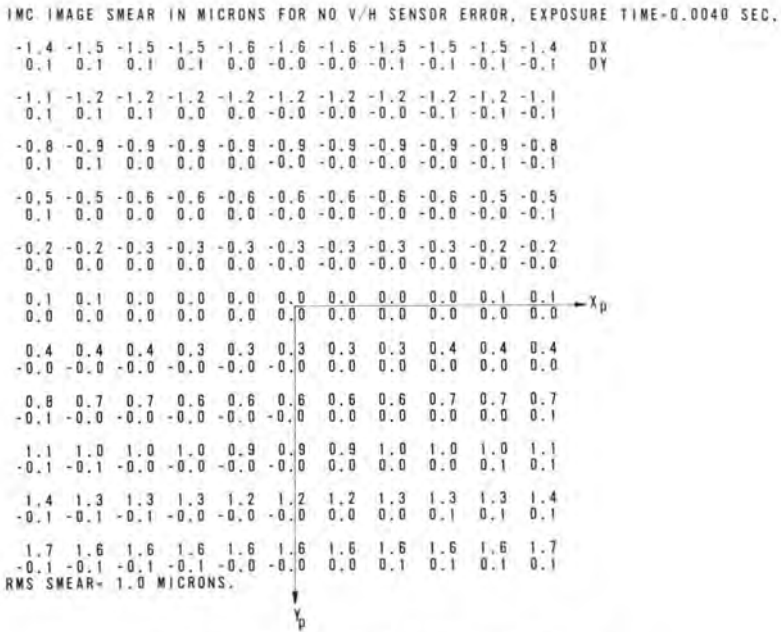 IMC IMAGE SMEAR IN MICRONS FOR NO V/H SENSOR ERROR, EXPOSURE TIME=0.0040 SEC.
-1.4 -1.5 -1.5 -1.5 -1.6 -1.6 -1.6 -1.5 -1.5 -1.5 -1.4 DX
0.1 0.1 0.1 0.1 0.0 -0.0 -0.0 -0.1 -0.1 -0.1 -0.1 DY
-1.1 -1.2 -1.2 -1.2 -1.2 -1.2 -1.2 -1.2 -1.2 -1.2 -1.1
0.1 0.1 0.1 0.0 0.0 -0.0 -0.0 -0.0 -0.1 -0.1 -0.1
-0.8 -0.9 -0.9 -0.9 -0.9 -0.9 -0.9 -0.9 -0.9 -0.9 -0.8
0.1 0.1 0.0 0.0 0.0 -0.0 -0.0 -0.0 -0.0 -0.1 -0.1
-0.5 -0.5 -0.6 -0.6 -0.6 -0.6 -0.6 -0.6 -0.6 -0.5 -0.5
0.1 0.0 0.0 0.0 0.0 -0.0 -0.0 -0.0 -0.0 -0.0 -0.1
-0.2 -0.2 -0.3 -0.3 -0.3 -0.3 -0.3 -0.3 -0.3 -0.2 -0.2
0.0 0.0 0.0 0.0 0.0 -0.0 -0.0 -0.0 -0.0 -0.0 -0.0
0.1 0.1 0.0 0.0 0.0 0.0 0.0 0.0 0.0 0.1 0.1 Xp
0.0 0.0 0.0 0.0 0.0 0.0 0.0 0.0 0.0 0.0 0.0
0.4 0.4 0.4 0.3 0.3 0.3 0.3 0.3 0.4 0.4 0.4
-0.0 -0.0 -0.0 -0.0 -0.0 -0.0 0.0 0.0 0.0 0.0 0.0
0.8 0.7 0.7 0.6 0.6 0.6 0.6 0.6 0.7 0.7 0.7
-0.1 -0.0 -0.0 -0.0 -0.0 -0.0 0.0 0.0 0.0 0.0 0.1
1.1 1.0 1.0 1.0 0.9 0.9 0.9 1.0 1.0 1.0 1.1
-0.1 -0.1 -0.0 -0.0 -0.0 -0.0 0.0 0.0 0.0 0.1 0.1
1.4 1.3 1.3 1.3 1.2 1.2 1.2 1.3 1.3 1.3 1.4
-0.1 -0.1 -0.1 -0.0 -0.0 -0.0 0.0 0.0 0.1 0.1 0.1
1.7 1.6 1.6 1.6 1.6 1.6 1.6 1.6 1.6 1.6 1.7
-0.1 -0.1 -0.1 -0.1 -0.0 -0.0 0.0 0.1 0.1 0.1 0.1
RMS SMEAR= 1.0 MICRONS.
Yp